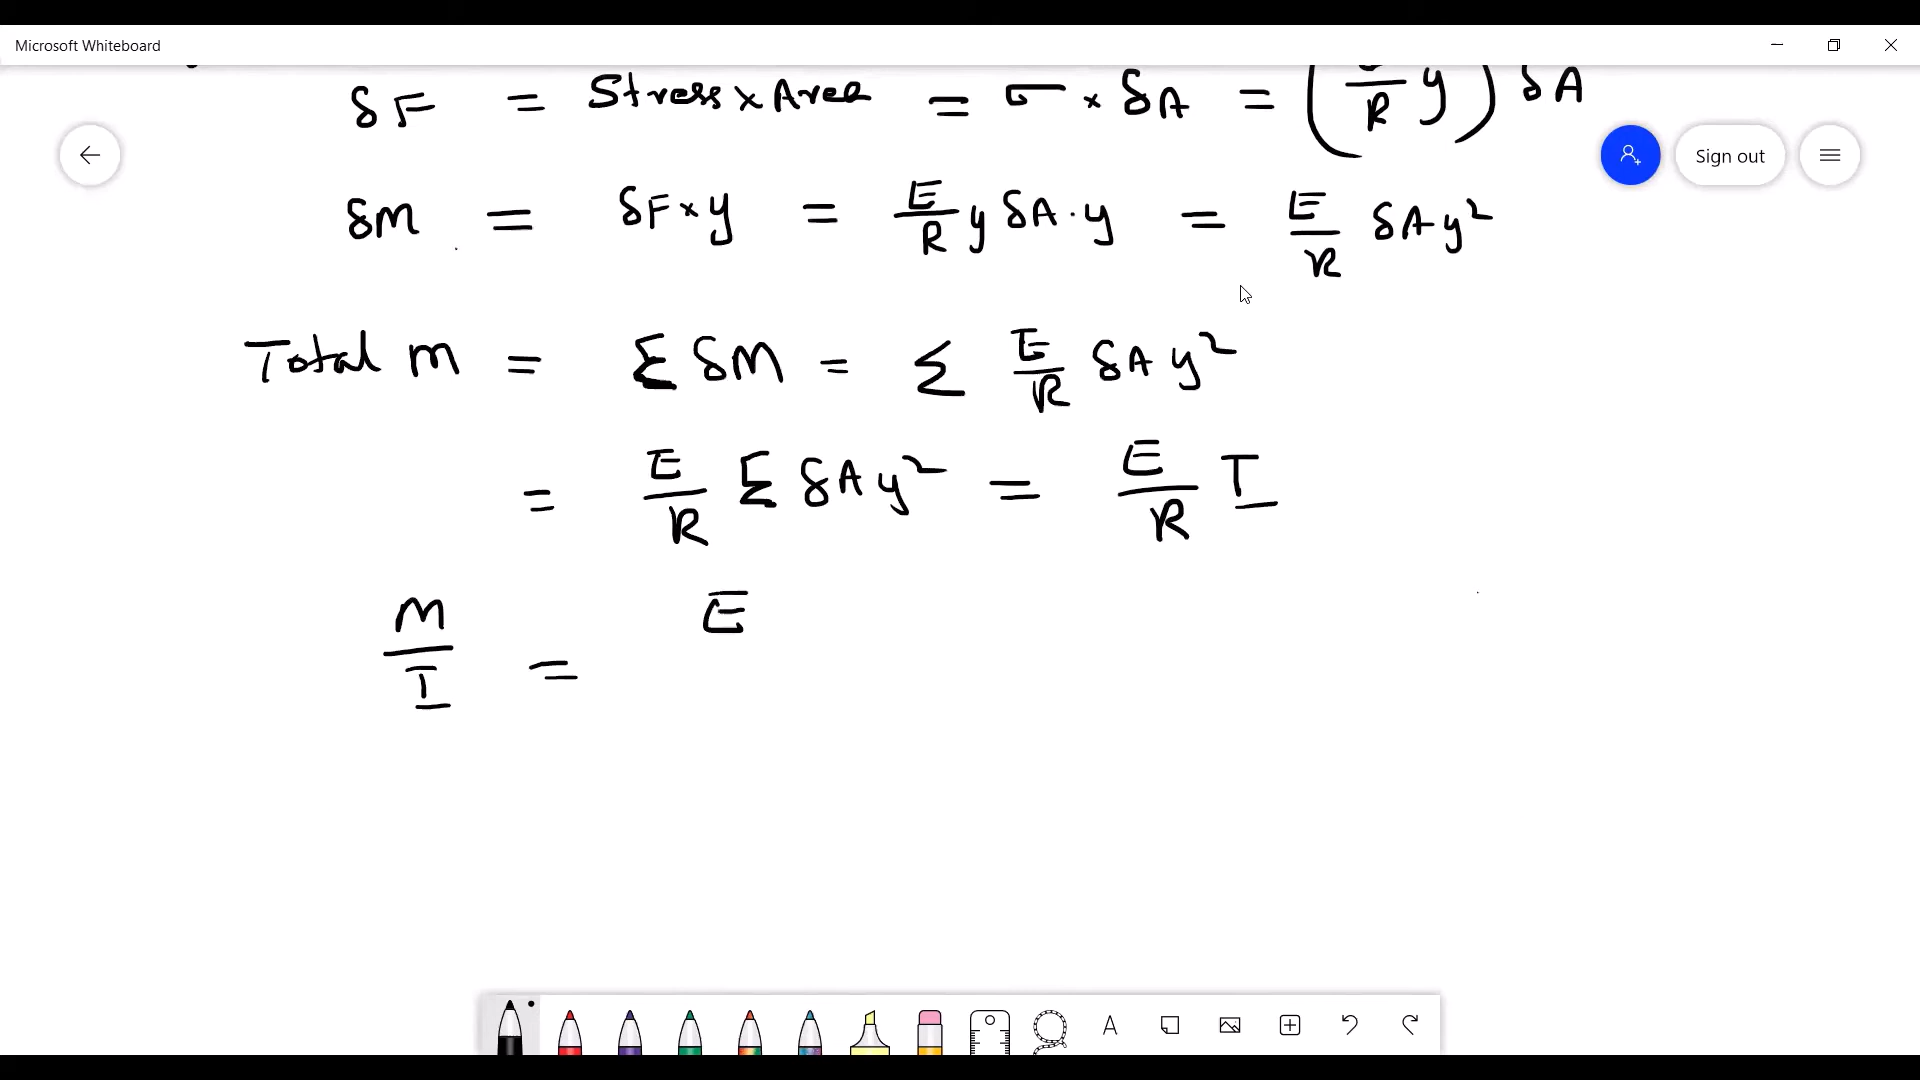 Microsoft Whiteboard
δF = Stress × Area = σ × δA = ( /R y) δA
Sign out
δM = δF × y = E/R y δA · y = E/R δA y²
Total M = Σ δM = Σ E/R δA y²
= E/R Σ δA y² = E/R I
M/I = E
A